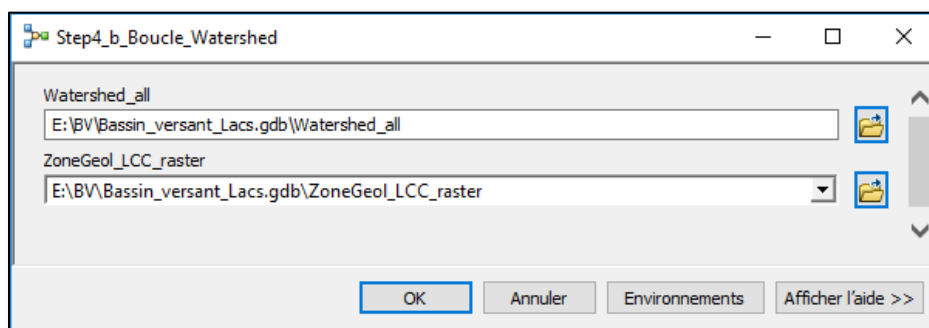 Step4_b_Boucle_Watershed
Watershed_all
E:\BV\Bassin_versant_Lacs.gdb\Watershed_all
ZoneGeol_LCC_raster
E:\BV\Bassin_versant_Lacs.gdb\ZoneGeol_LCC_raster
OK Annuler Environnements Afficher l'aide >>